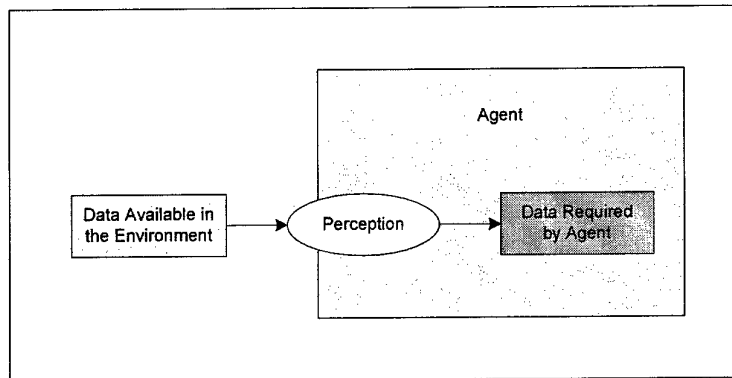 Agent
Data Available in
the Environment
Perception
Data Required
by Agent